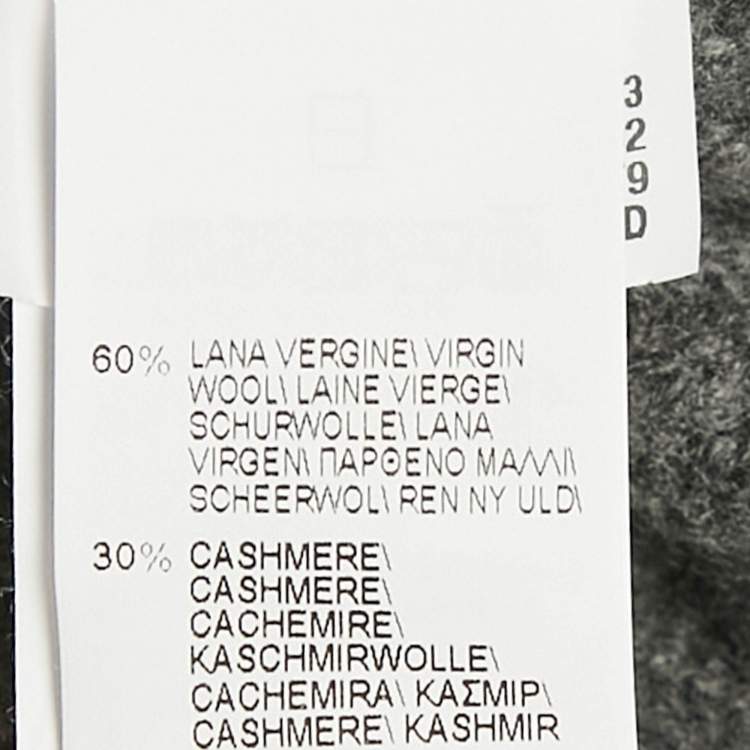 3
2
9
D
60% LANA VERGINE\ VIRGIN
WOOL\ LAINE VIERGE\
SCHURWOLLE\ LANA
VIRGEN\ ΠΑΡΘΕΝΟ ΜΑΛΛΙ\
SCHEERWOL\ REN NY ULD\
30% CASHMERE\
CASHMERE\
CACHEMIRE\
KASCHMIRWOLLE\
CACHEMIRA\ ΚΑΣΜΙΡ\
CASHMERE\ KASHMIR